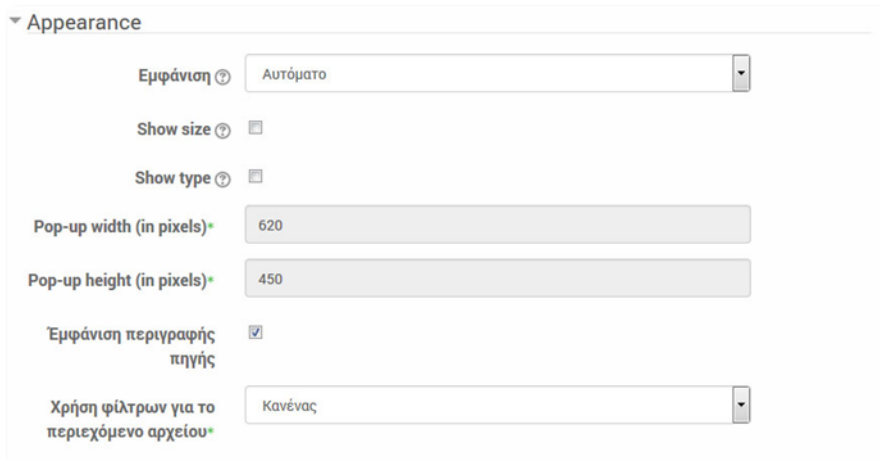 Appearance
Εμφάνιση Αυτόματο
Show size
Show type
Pop-up width (in pixels)* 620
Pop-up height (in pixels)* 450
Έμφάνιση περιγραφής
πηγής
Χρήση φίλτρων για το Κανένας
περιεχόμενο αρχείου*